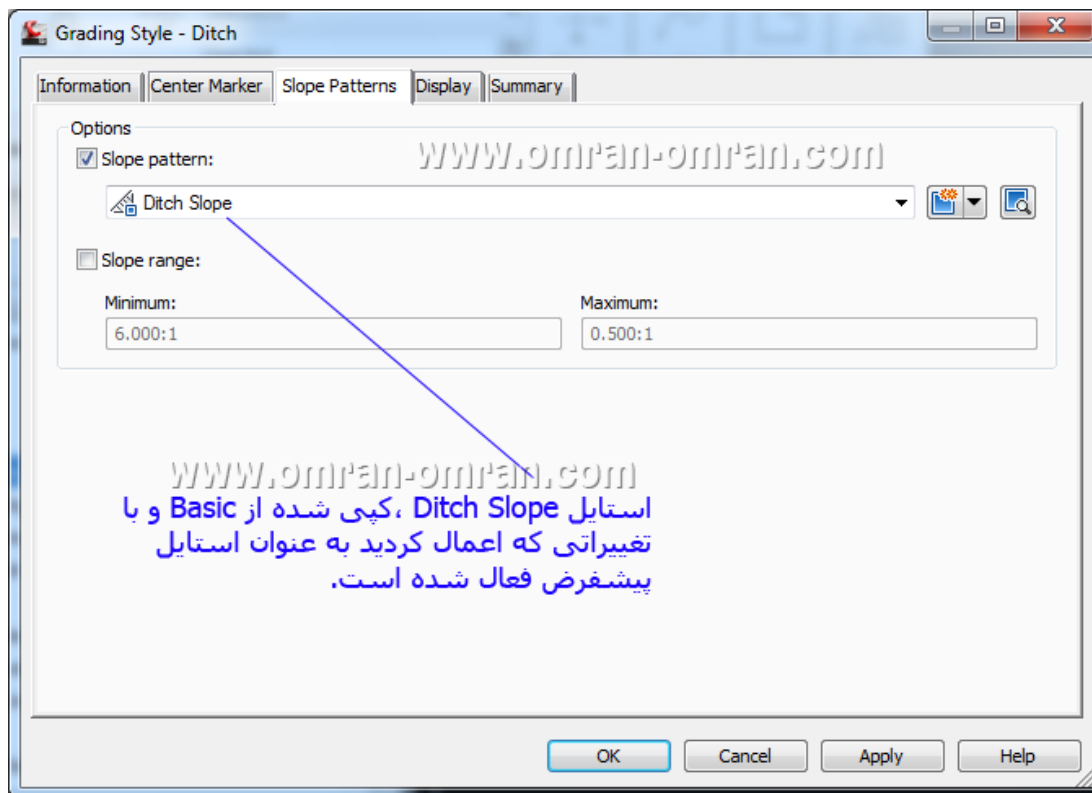 Grading Style - Ditch
Information Center Marker Slope Patterns Display Summary
Options
Slope pattern:
www.omran-omran.com
Ditch Slope
Slope range:
Minimum: Maximum:
6.000:1 0.500:1
www.omran-omran.com
استایل Ditch Slope ،کپی شده از Basic و با
تغییراتی که اعمال کردید به عنوان استایل
پیشفرض فعال شده است.
OK Cancel Apply Help